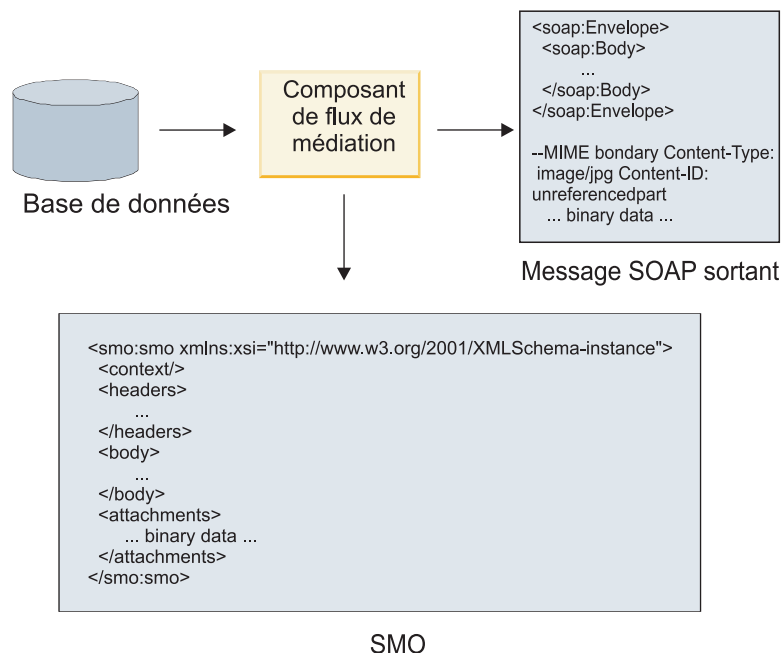 <soap:Envelope>
<soap:Body>
...
</soap:Body>
</soap:Envelope>
--MIME bondary Content-Type:
image/jpg Content-ID:
unreferencedpart
... binary data ...
Composant
de flux de
médiation
Base de données
Message SOAP sortant
<smo:smo xmlns:xsi="http://www.w3.org/2001/XMLSchema-instance">
<context/>
<headers>
...
</headers>
<body>
...
</body>
<attachments>
... binary data ...
</attachments>
</smo:smo>
SMO